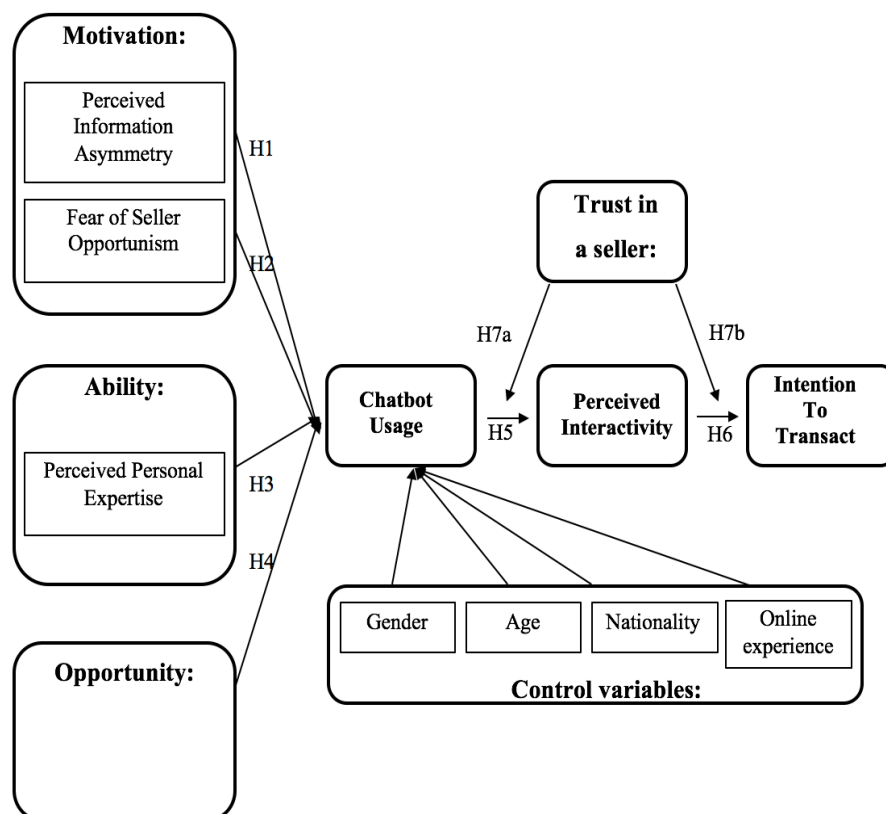 Motivation:
Perceived
Information
Asymmetry
Fear of Seller
Opportunism
H1
H2
Ability:
Perceived Personal
Expertise
H3
H4
Opportunity:
Trust in
a seller:
H7a
H7b
Chatbot
Usage
H5
Perceived
Interactivity
H6
Intention
To
Transact
Gender
Age
Nationality
Online
experience
Control variables: